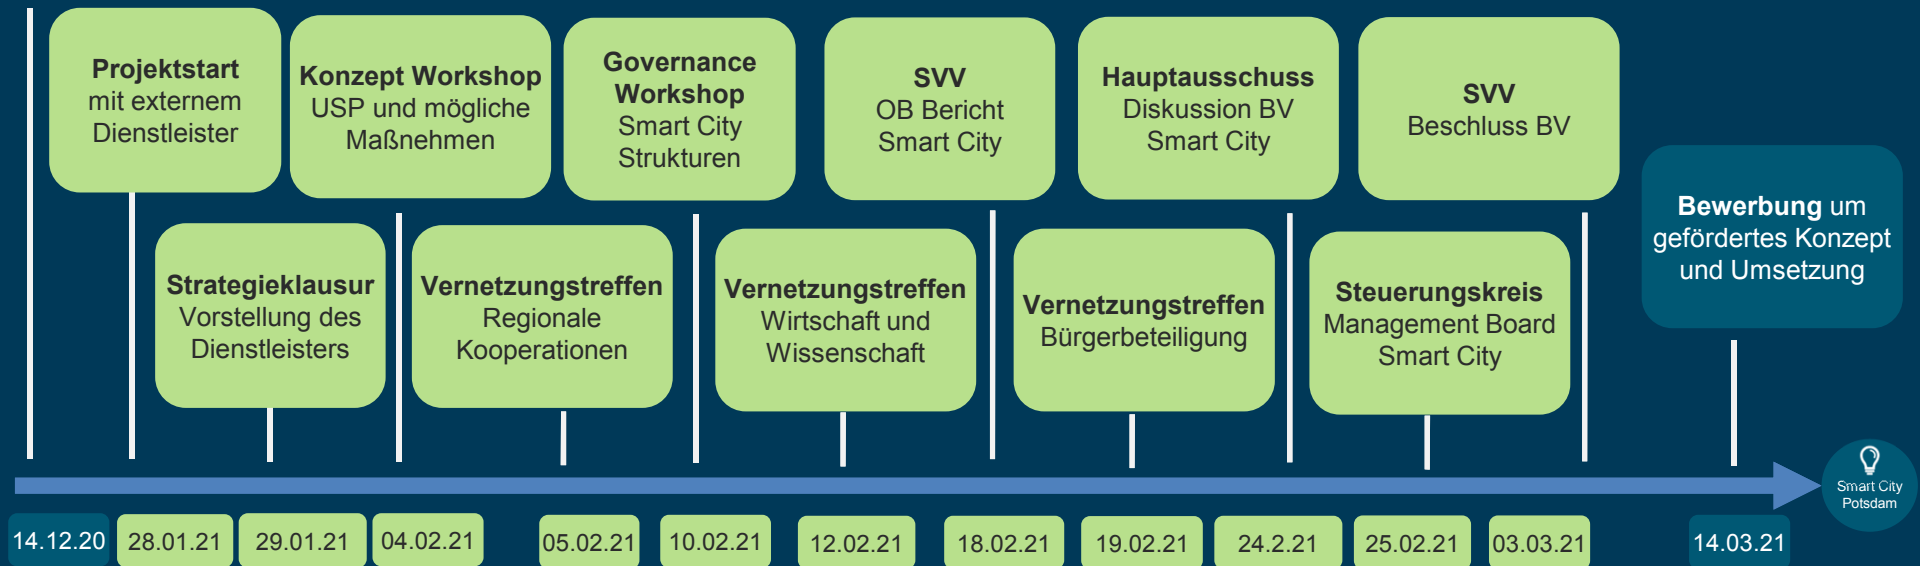 Projektstart
mit externem
Dienstleister
Konzept Workshop
USP und mögliche
Maßnehmen
Governance
Workshop
Smart City
Strukturen
SVV
OB Bericht
Smart City
Hauptausschuss
Diskussion BV
Smart City
SVV
Beschluss BV
Bewerbung um
gefördertes Konzept
und Umsetzung
Strategieklausur
Vorstellung des
Dienstleisters
Vernetzungstreffen
Regionale
Kooperationen
Vernetzungstreffen
Wirtschaft und
Wissenschaft
Vernetzungstreffen
Bürgerbeteiligung
Steuerungskreis
Management Board
Smart City
Smart City
Potsdam
14.12.20
28.01.21
29.01.21
04.02.21
05.02.21
10.02.21
12.02.21
18.02.21
19.02.21
24.2.21
25.02.21
03.03.21
14.03.21